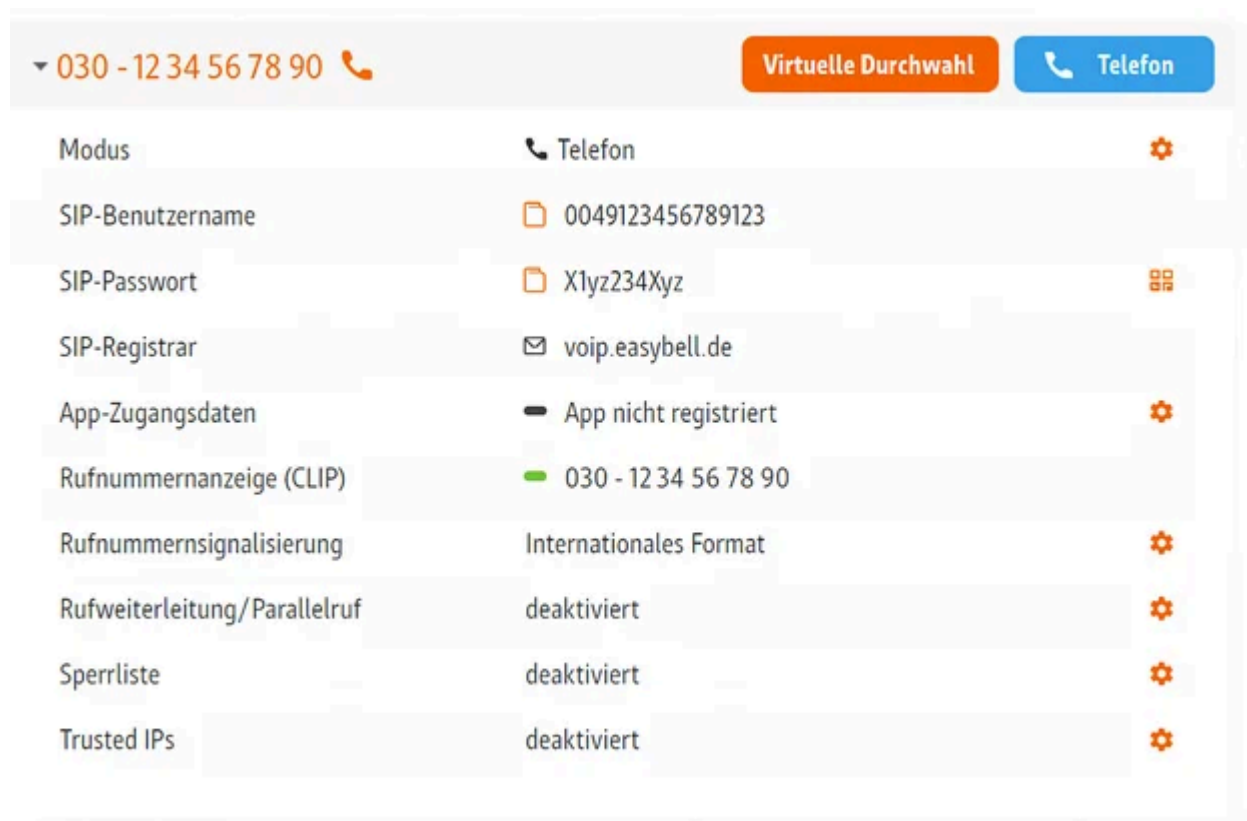 030 - 12 34 56 78 90 Virtuelle Durchwahl Telefon
Modus Telefon
SIP-Benutzername 0049123456789123
SIP-Passwort X1yz234Xyz
SIP-Registrar voip.easybell.de
App-Zugangsdaten App nicht registriert
Rufnummernanzeige (CLIP) 030 - 12 34 56 78 90
Rufnummernsignalisierung Internationales Format
Rufweiterleitung/Parallelruf deaktiviert
Sperrliste deaktiviert
Trusted IPs deaktiviert